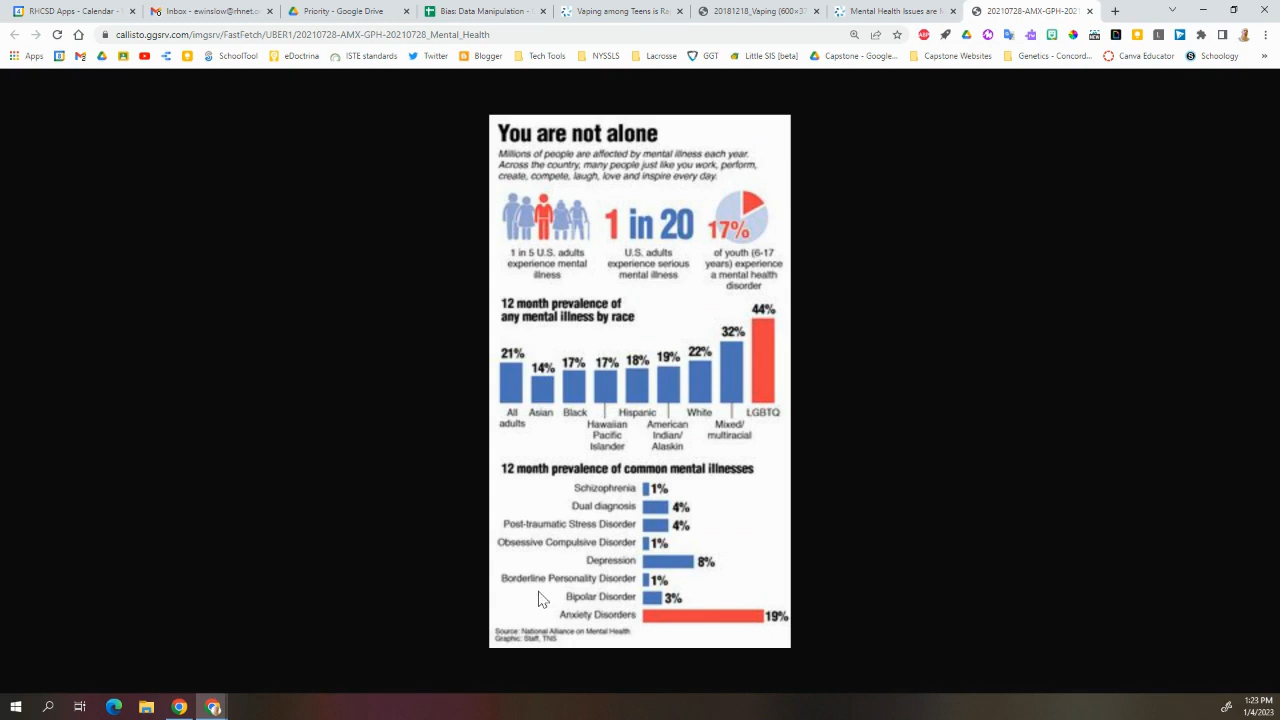 RHCSD Apps - Calendar -
Inbox - ewinslow@rhnet.c
Priority - Google Drive
Bias: Data Manipulation -
Vaping among Teens is Ra
20181218_Vaping (600×3
Mental Health Issues are
20210728-AMX-GPH-202107
callisto.ggsrv.com/imgsrv/FastFetch/UBER1/20210728-AMX-GPH-20210728_Mental_Health
Apps
SchoolTool
eDoctrina
Castle Learning
SpacesEDU
Twitter
Blogger
Tech Tools
NYSSLS
Lacrosse
GGT
Little SIS [beta]
Capstone - Google...
Capstone Websites
Genetics - Concord...
Canva Educator
Schoology
»
You are not alone
Millions of people are affected by mental illness each year.
Across the country, many people just like you work, perform,
create, compete, laugh, love and inspire every day.
1 in 5 U.S. adults
experience mental
illness
1 in 20
U.S. adults
experience serious
mental illness
17%
of youth (6-17
years) experience
a mental health
disorder
12 month prevalence of
any mental illness by race
21% 14% 17% 17% 18% 19% 22% 32% 44%
All
adults
Asian
Black
Hawaiian
Pacific
Islander
Hispanic
American
Indian/
Alaskin
White
Mixed/
multiracial
LGBTQ
12 month prevalence of common mental illnesses
Schizophrenia 1%
Dual diagnosis 4%
Post-traumatic Stress Disorder 4%
Obsessive Compulsive Disorder 1%
Depression 8%
Borderline Personality Disorder 1%
Bipolar Disorder 3%
Anxiety Disorders 19%
Source: National Alliance on Mental Health
Graphic: Staff, TNS
1:23 PM
1/4/2023